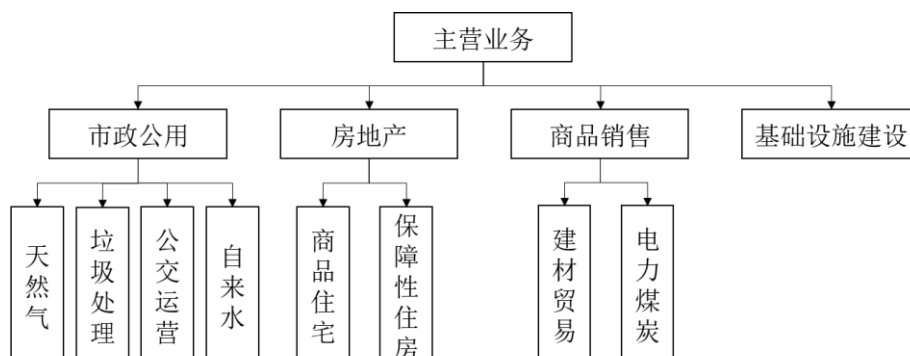 主营业务
市政公用
房地产
商品销售
基础设施建设
天然气
垃圾处理
公交运营
自来水
商品住宅
保障性住房
建材贸易
电力煤炭